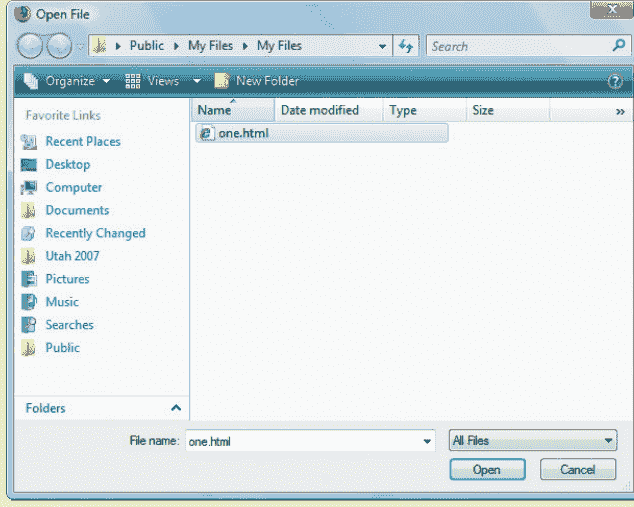 Open File
Public My Files My Files
Search
Organize Views New Folder
Favorite Links
Recent Places
Desktop
Computer
Documents
Recently Changed
Utah 2007
Pictures
Music
Searches
Public
Folders
Name Date modified Type Size »
one.html
File name: one.html All Files
Open Cancel